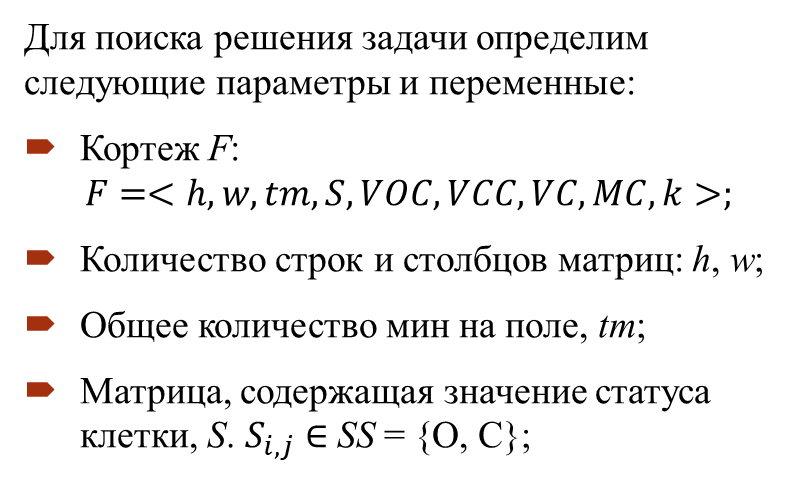 Для поиска решения задачи определим
следующие параметры и переменные:
Кортеж F:
F =< h, w, tm, S, VOC, VCC, VC, MC, k >;
Количество строк и столбцов матриц: h, w;
Общее количество мин на поле, tm;
Матрица, содержащая значение статуса
клетки, S. S_{i,j} ∈ SS = {O, C};